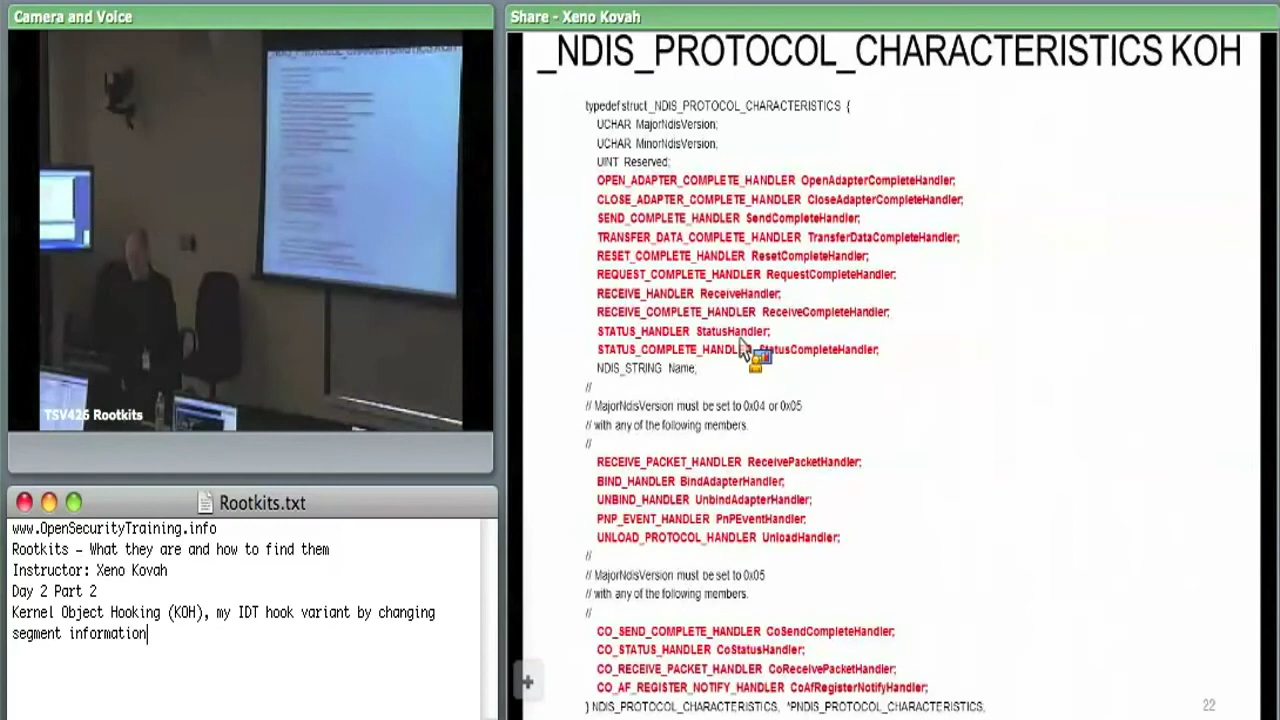 Camera and Voice
TSV426 Rootkits
Rootkits.txt
www.OpenSecurityTraining.info
Rootkits – What they are and how to find them
Instructor: Xeno Kovah
Day 2 Part 2
Kernel Object Hooking (KOH), my IDT hook variant by changing
segment information
Share - Xeno Kovah
_NDIS_PROTOCOL_CHARACTERISTICS KOH
typedef struct _NDIS_PROTOCOL_CHARACTERISTICS {
UCHAR MajorNdisVersion;
UCHAR MinorNdisVersion;
UINT Reserved;
OPEN_ADAPTER_COMPLETE_HANDLER OpenAdapterCompleteHandler;
CLOSE_ADAPTER_COMPLETE_HANDLER CloseAdapterCompleteHandler;
SEND_COMPLETE_HANDLER SendCompleteHandler;
TRANSFER_DATA_COMPLETE_HANDLER TransferDataCompleteHandler;
RESET_COMPLETE_HANDLER ResetCompleteHandler;
REQUEST_COMPLETE_HANDLER RequestCompleteHandler;
RECEIVE_HANDLER ReceiveHandler;
RECEIVE_COMPLETE_HANDLER ReceiveCompleteHandler;
STATUS_HANDLER StatusHandler;
STATUS_COMPLETE_HANDLER StatusCompleteHandler;
NDIS_STRING Name;
//
// MajorNdisVersion must be set to 0x04 or 0x05
// with any of the following members.
//
RECEIVE_PACKET_HANDLER ReceivePacketHandler;
BIND_HANDLER BindAdapterHandler;
UNBIND_HANDLER UnbindAdapterHandler;
PNP_EVENT_HANDLER PnPEventHandler;
UNLOAD_PROTOCOL_HANDLER UnloadHandler;
//
// MajorNdisVersion must be set to 0x05
// with any of the following members.
//
CO_SEND_COMPLETE_HANDLER CoSendCompleteHandler;
CO_STATUS_HANDLER CoStatusHandler;
CO_RECEIVE_PACKET_HANDLER CoReceivePacketHandler;
CO_AF_REGISTER_NOTIFY_HANDLER CoAfRegisterNotifyHandler;
} NDIS_PROTOCOL_CHARACTERISTICS, *PNDIS_PROTOCOL_CHARACTERISTICS;
22